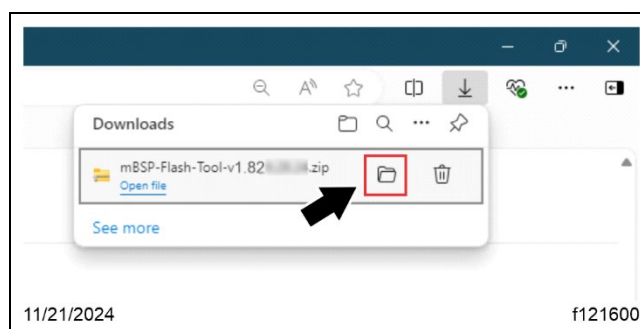 A
Downloads
mBSP-Flash-Tool-v1.82 .zip
Open file
See more
11/21/2024
f121600